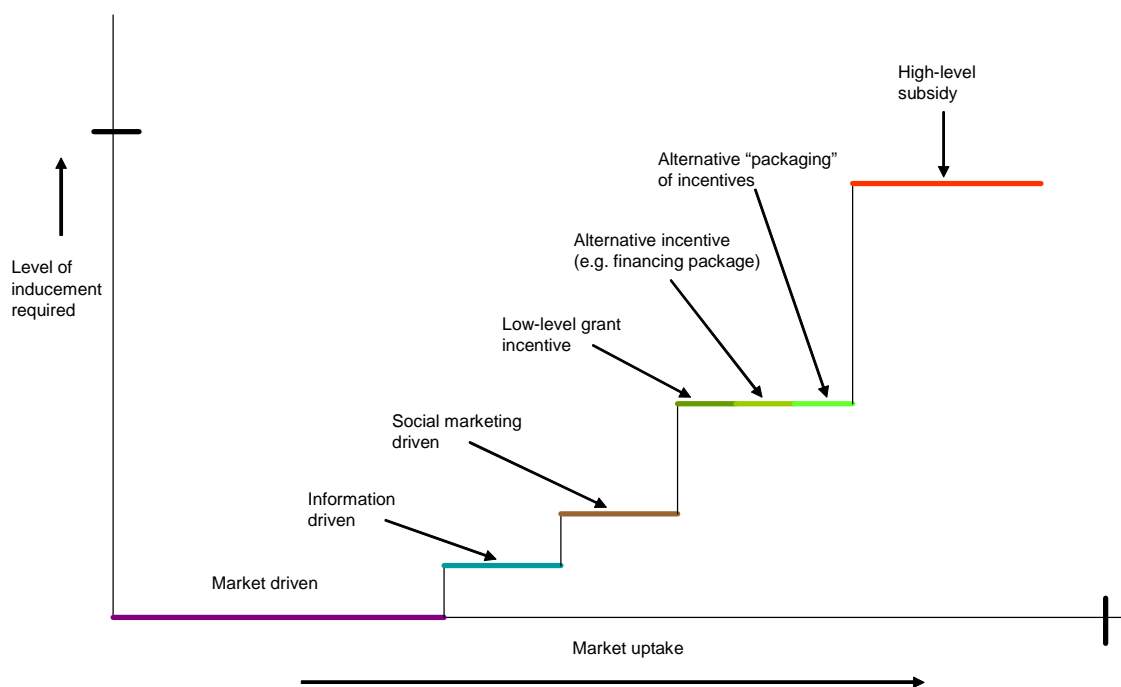 High-level
subsidy
Alternative “packaging”
of incentives
Alternative incentive
(e.g. financing package)
Level of
inducement
required
Low-level grant
incentive
Social marketing
driven
Information
driven
Market driven
Market uptake